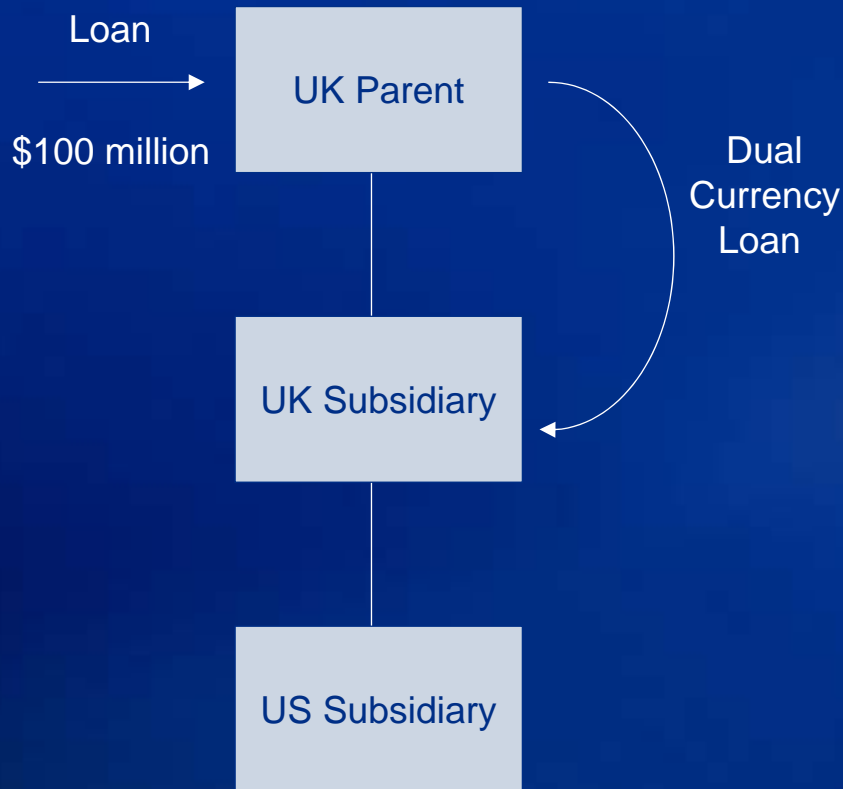 Loan
UK Parent
$100 million
Dual
Currency
Loan
UK Subsidiary
US Subsidiary